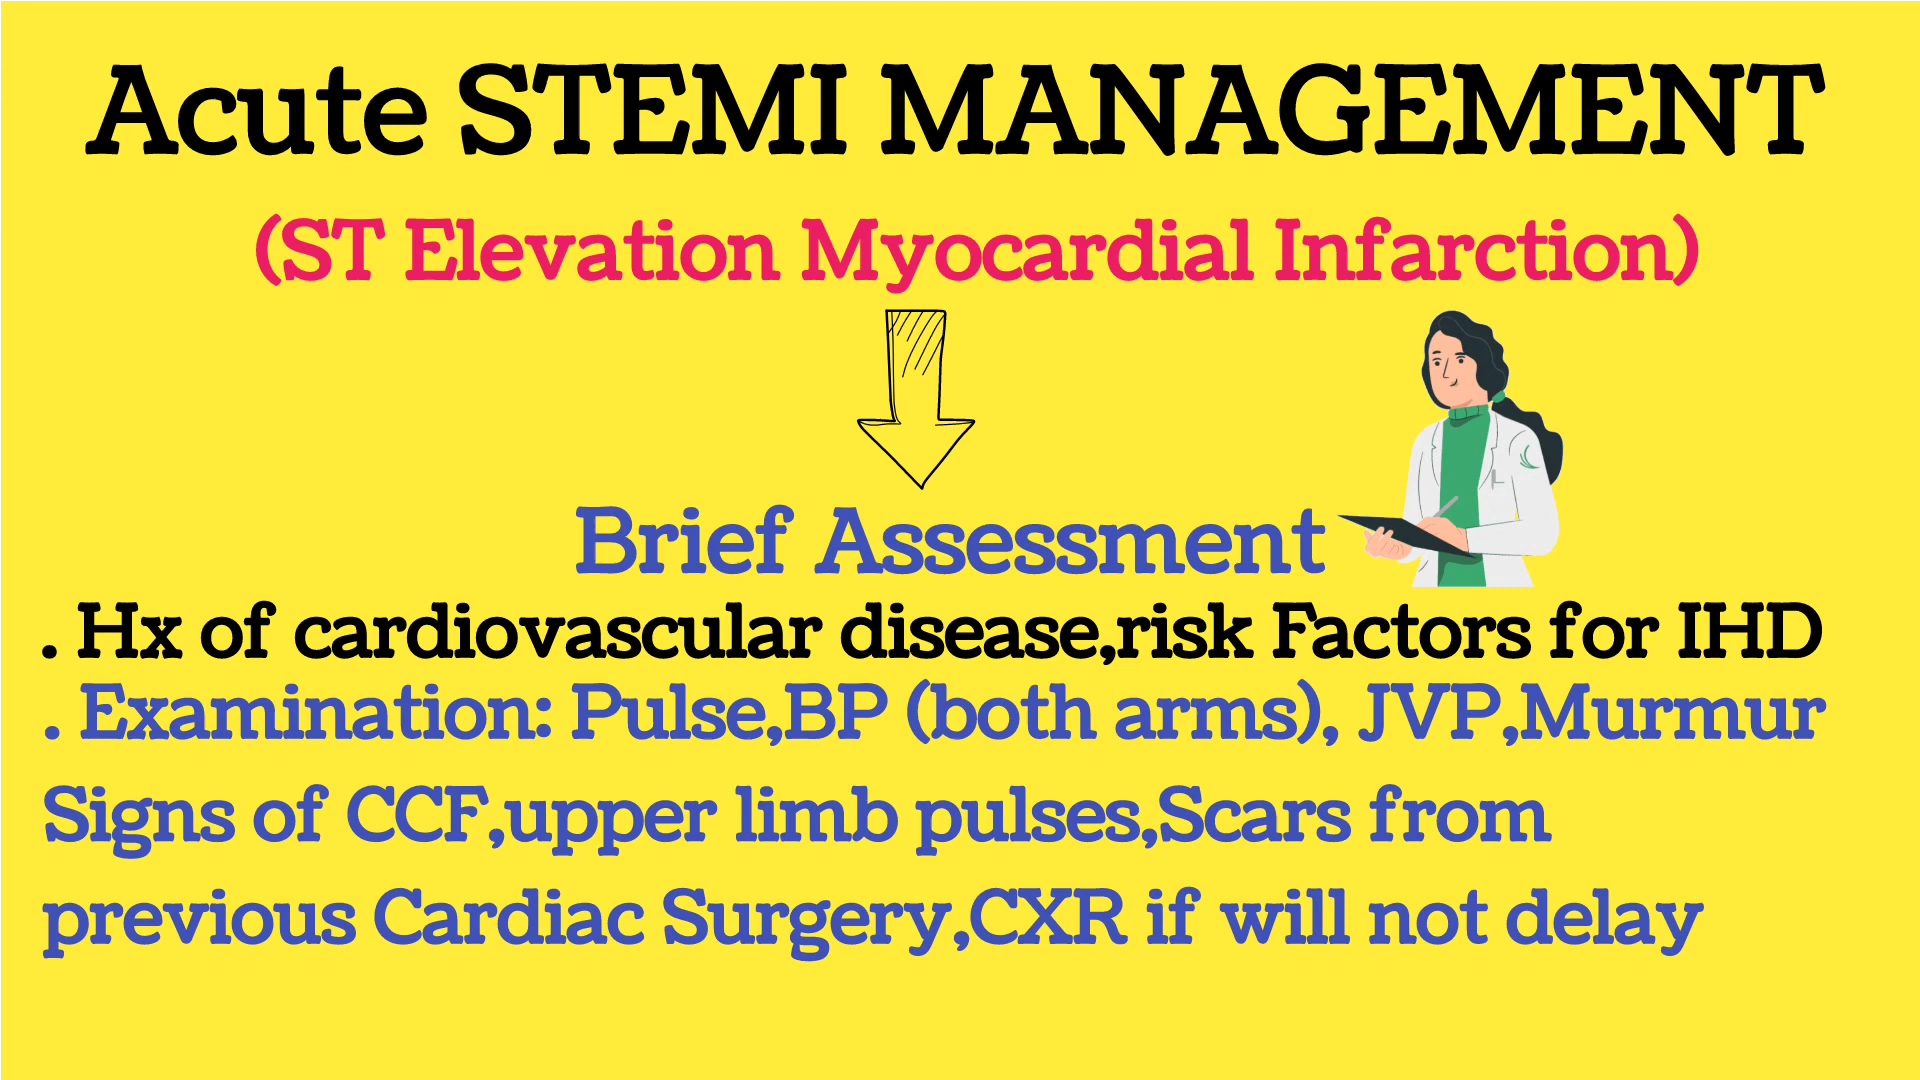 Acute STEMI MANAGEMENT
(ST Elevation Myocardial Infarction)
Brief Assessment
. Hx of cardiovascular disease,risk Factors for IHD
. Examination: Pulse,BP (both arms), JVP,Murmur
Signs of CCF,upper limb pulses,Scars from
previous Cardiac Surgery,CXR if will not delay